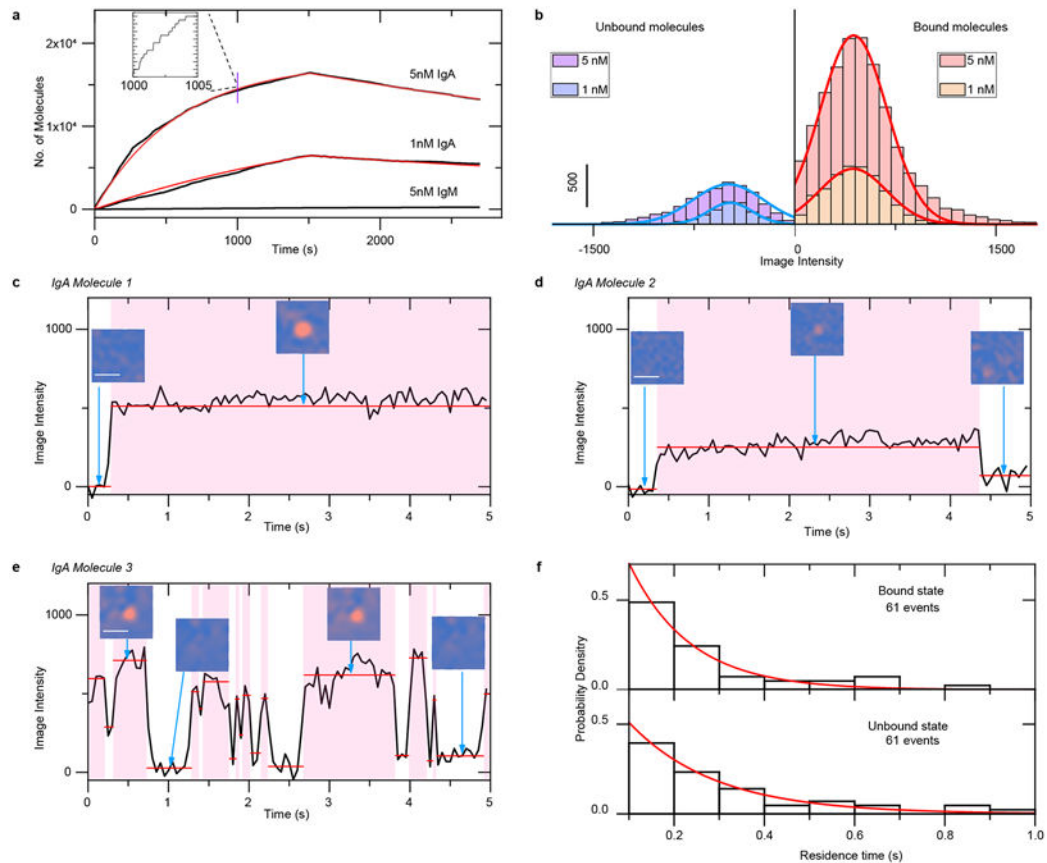 a
2x10⁴
1x10⁴
0
No. of Molecules
1000
1005
5nM IgA
1nM IgA
5nM IgM
0
1000
2000
Time (s)
b
Unbound molecules
Bound molecules
5 nM
1 nM
5 nM
1 nM
500
-1500
0
1500
Image Intensity
c
IgA Molecule 1
1000
0
Image Intensity
0
1
2
3
4
5
Time (s)
d
IgA Molecule 2
1000
0
Image Intensity
0
1
2
3
4
5
Time (s)
e
IgA Molecule 3
1000
0
Image Intensity
0
1
2
3
4
5
Time (s)
f
Bound state
61 events
0.5
0.0
Probability Densitry
Unbound state
61 events
0.5
0.0
0.2
0.4
0.6
0.8
1.0
Residence time (s)